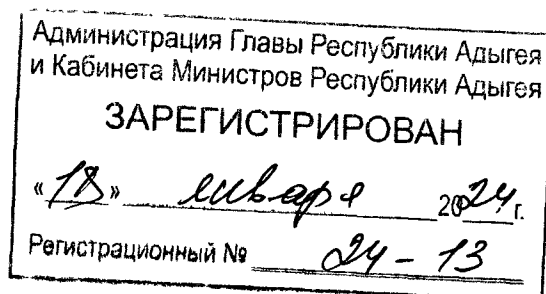 Администрация Главы Республики Адыгея
и Кабинета Министров Республики Адыгея
ЗАРЕГИСТРИРОВАН
«18» января 2024 г.
Регистрационный № 24-13